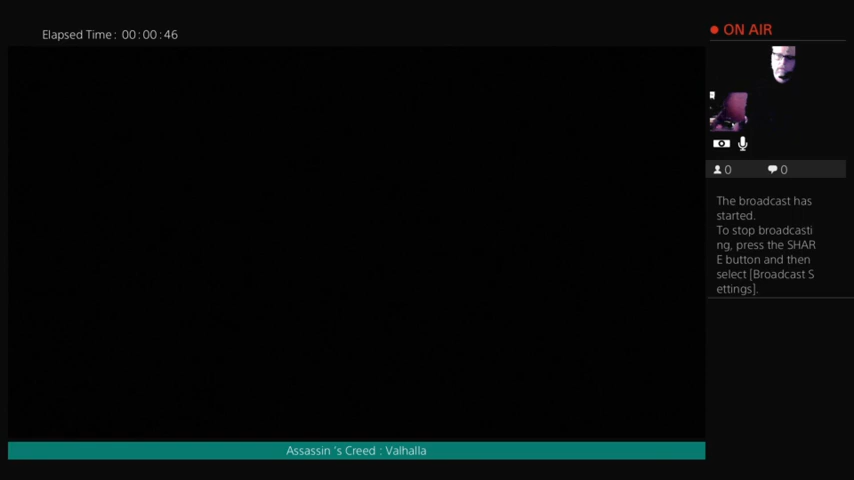 Elapsed Time : 00:00:46
ON AIR
0 0
The broadcast has
started.
To stop broadcasti
ng, press the SHAR
E button and then
select [Broadcast S
ettings].
Assassin 's Creed : Valhalla